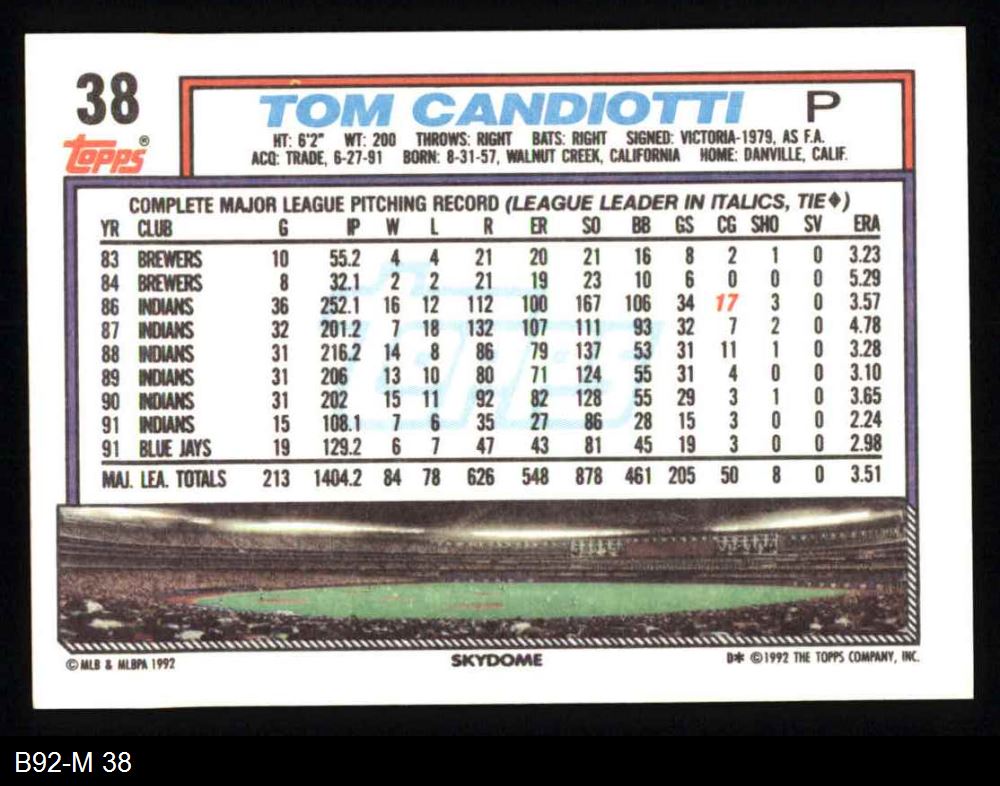 38
topps®
TOM CANDIOTTI P
HT: 6'2" WT: 200 THROWS: RIGHT BATS: RIGHT SIGNED: VICTORIA-1979, AS F.A.
ACQ: TRADE, 6-27-91 BORN: 8-31-57, WALNUT CREEK, CALIFORNIA HOME: DANVILLE, CALIF.
COMPLETE MAJOR LEAGUE PITCHING RECORD (LEAGUE LEADER IN ITALICS, TIE♦)
YR CLUB G IP W L R ER SO BB GS CG SHO SV ERA
83 BREWERS 10 55.2 4 4 21 20 21 16 8 2 1 0 3.23
84 BREWERS 8 32.1 2 2 21 19 23 10 6 0 0 0 5.29
86 INDIANS 36 252.1 16 12 112 100 167 106 34 17 3 0 3.57
87 INDIANS 32 201.2 7 18 132 107 111 93 32 7 2 0 4.78
88 INDIANS 31 216.2 14 8 86 79 137 53 31 11 1 0 3.28
89 INDIANS 31 206 13 10 80 71 124 55 31 4 0 0 3.10
90 INDIANS 31 202 15 11 92 82 128 55 29 3 1 0 3.65
91 INDIANS 15 108.1 7 6 35 27 86 28 15 3 0 0 2.24
91 BLUE JAYS 19 129.2 6 7 47 43 81 45 19 3 0 0 2.98
MAJ. LEA. TOTALS 213 1404.2 84 78 626 548 878 461 205 50 8 0 3.51
© MLB & MLBPA 1992 SKYDOME D* ©1992 THE TOPPS COMPANY, INC.
B92-M 38